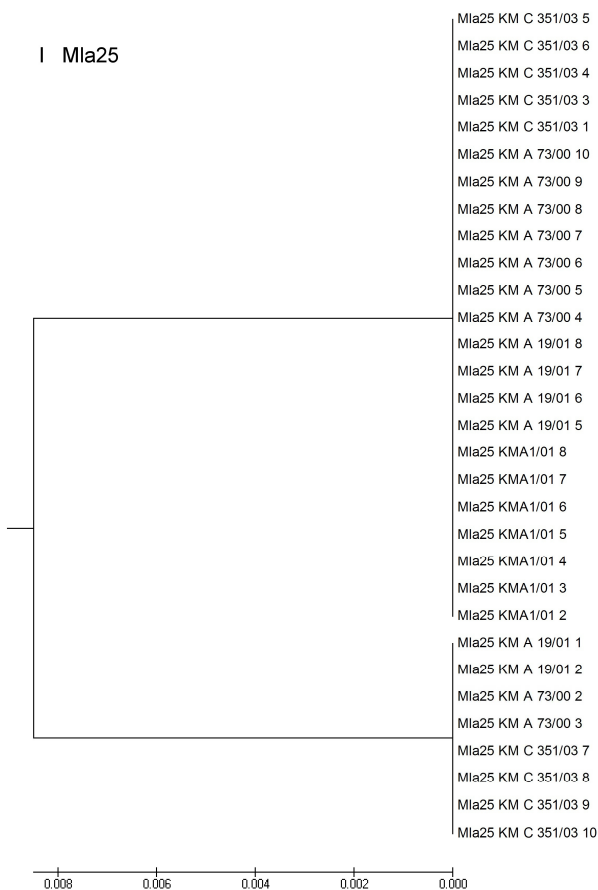 I Mla25
Mla25 KM C 351/03 5
Mla25 KM C 351/03 6
Mla25 KM C 351/03 4
Mla25 KM C 351/03 3
Mla25 KM C 351/03 1
Mla25 KM A 73/00 10
Mla25 KM A 73/00 9
Mla25 KM A 73/00 8
Mla25 KM A 73/00 7
Mla25 KM A 73/00 6
Mla25 KM A 73/00 5
Mla25 KM A 73/00 4
Mla25 KM A 19/01 8
Mla25 KM A 19/01 7
Mla25 KM A 19/01 6
Mla25 KM A 19/01 5
Mla25 KMA1/01 8
Mla25 KMA1/01 7
Mla25 KMA1/01 6
Mla25 KMA1/01 5
Mla25 KMA1/01 4
Mla25 KMA1/01 3
Mla25 KMA1/01 2
Mla25 KM A 19/01 1
Mla25 KM A 19/01 2
Mla25 KM A 73/00 2
Mla25 KM A 73/00 3
Mla25 KM C 351/03 7
Mla25 KM C 351/03 8
Mla25 KM C 351/03 9
Mla25 KM C 351/03 10
0.008 0.006 0.004 0.002 0.000